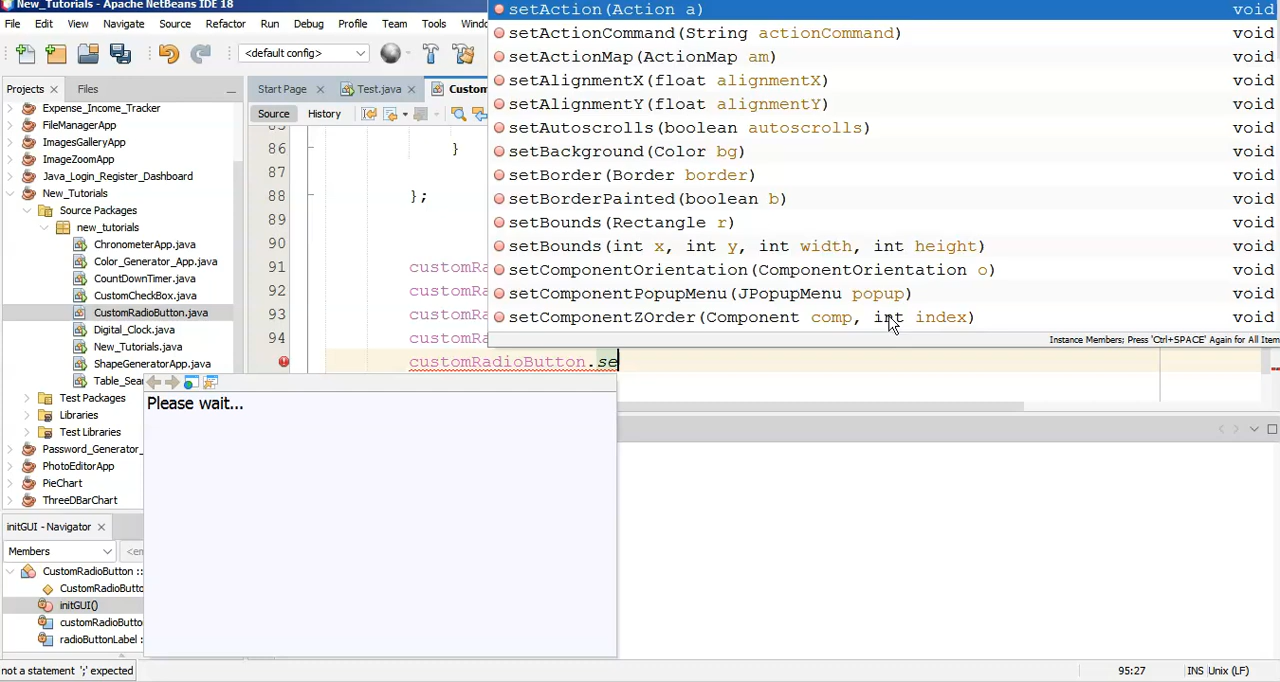 New_Tutorials - Apache NetBeans IDE 18
File Edit View Navigate Source Refactor Run Debug Profile Team Tools
<default config>
Projects
Files
Expense_Income_Tracker
FileManagerApp
ImagesGalleryApp
ImageZoomApp
Java_Login_Register_Dashboard
New_Tutorials
Source Packages
new_tutorials
ChronometerApp.java
Color_Generator_App.java
CountDownTimer.java
CustomCheckBox.java
CustomRadioButton.java
Digital_Clock.java
New_Tutorials.java
ShapeGeneratorApp.java
Table_Sear
Test Packages
Libraries
Test Libraries
Password_Generator_
PhotoEditorApp
PieChart
ThreeDBarChart
initGUI - Navigator
Members
<em
CustomRadioButton ::
CustomRadioButto
initGUI()
customRadioButto
radioButtonLabel :
not a statement ';' expected
Start Page
Test.java
Custom
Source
History
86 }
87
88 };
89
90
91 customRa
92 customRa
93 customRa
94 customRa
customRadioButton.se
setAction(Action a) void
setActionCommand(String actionCommand) void
setActionMap(ActionMap am) void
setAlignmentX(float alignmentX) void
setAlignmentY(float alignmentY) void
setAutoscrolls(boolean autoscrolls) void
setBackground(Color bg) void
setBorder(Border border) void
setBorderPainted(boolean b) void
setBounds(Rectangle r) void
setBounds(int x, int y, int width, int height) void
setComponentOrientation(ComponentOrientation o) void
setComponentPopupMenu(JPopupMenu popup) void
setComponentZOrder(Component comp, int index) void
Instance Members; Press 'Ctrl+SPACE' Again for All Item
Please wait...
95:27
INS Unix (LF)